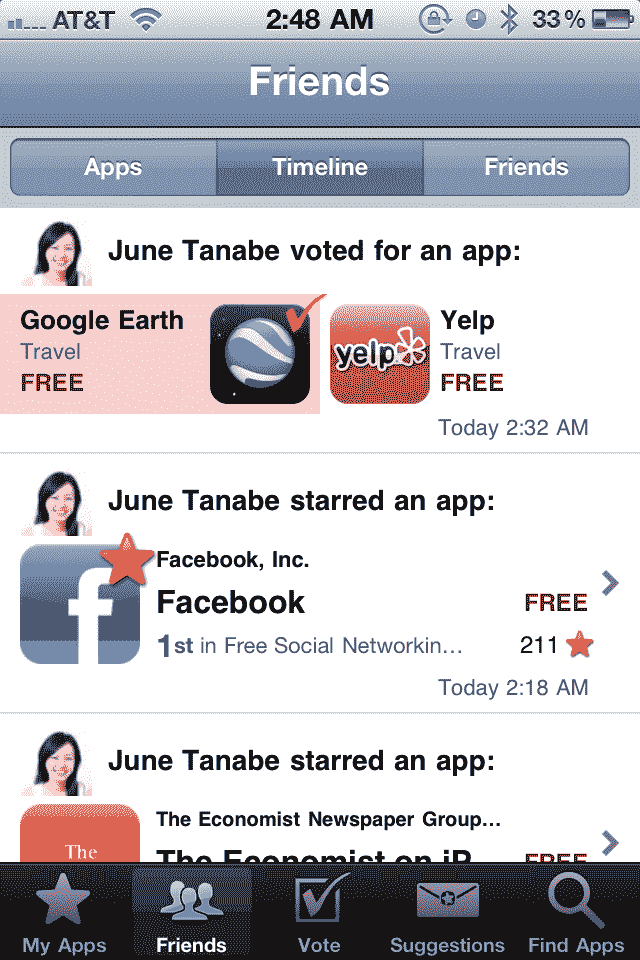 AT&T 2:48 AM 33%
Friends
Apps Timeline Friends
June Tanabe voted for an app:
Google Earth
Travel
FREE
yelp
Yelp
Travel
FREE
Today 2:32 AM
June Tanabe starred an app:
f
Facebook, Inc.
Facebook FREE
1st in Free Social Networkin... 211
Today 2:18 AM
June Tanabe starred an app:
The
The Economist Newspaper Group...
The Economist on iP FREE
My Apps Friends Vote Suggestions Find Apps